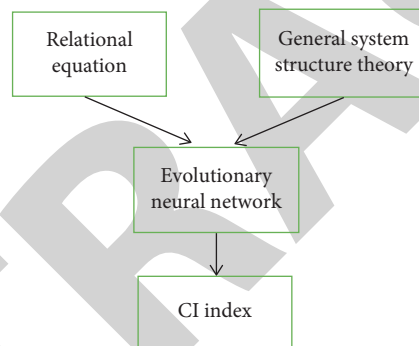 Relational
equation
General system
structure theory
Evolutionary
neural network
CI index